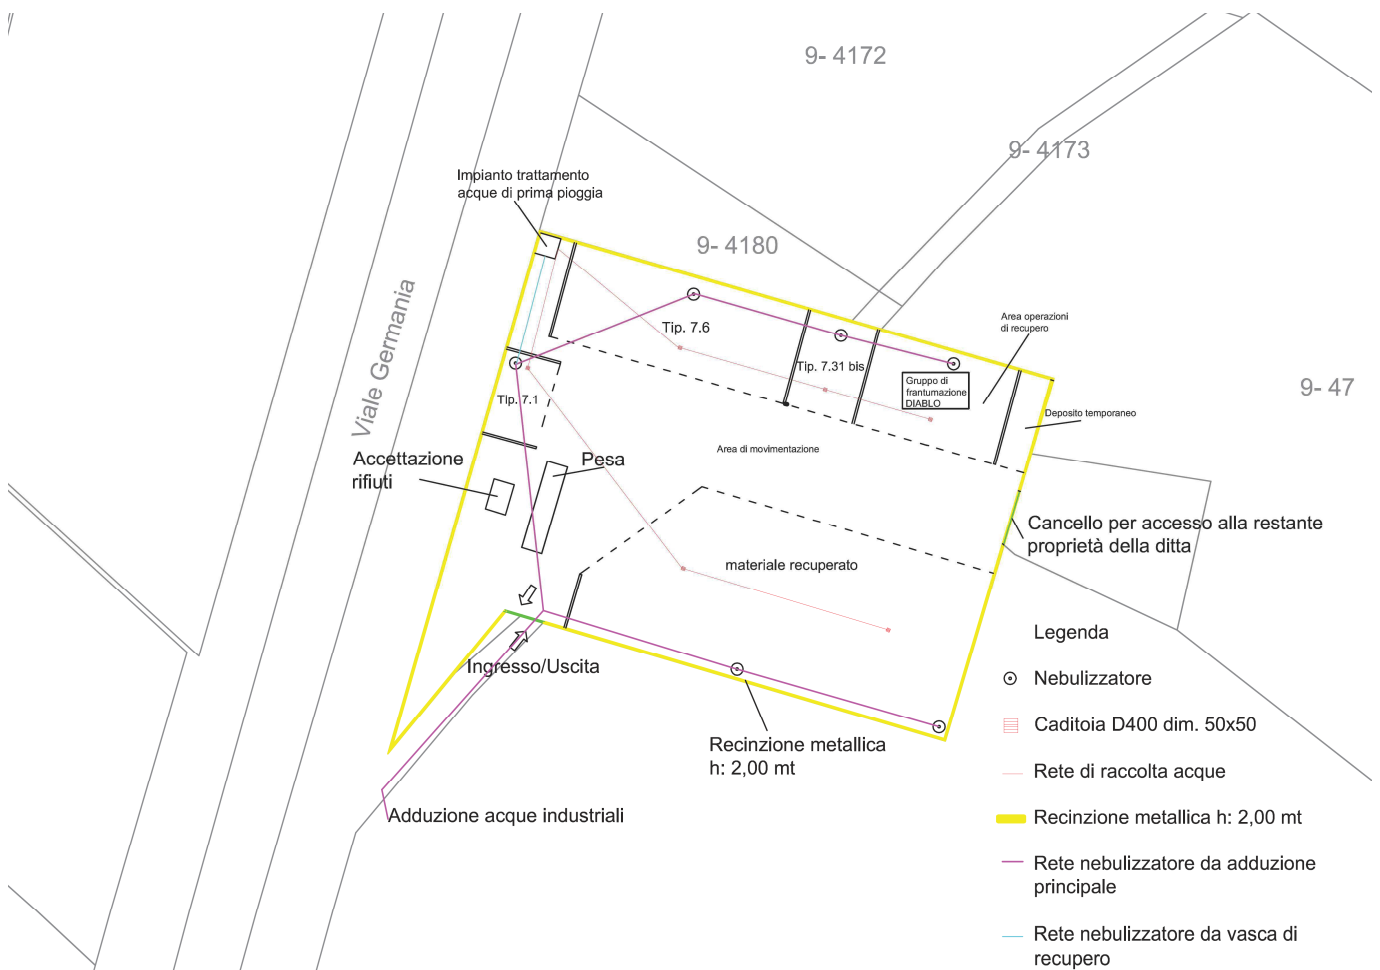 9- 4172
9- 4173
Impianto trattamento
acque di prima pioggia
9- 4180
Viale Germania
Tip. 7.6
Area operazioni
di recupero
Tip. 7.31 bis
Gruppo di
frantumazione
DIABLO
9- 47
Tip. 7.1
Deposito temporaneo
Area di movimentazione
Accettazione
rifiuti
Pesa
Cancello per accesso alla restante
proprietà della ditta
materiale recuperato
Ingresso/Uscita
Recinzione metallica
h: 2,00 mt
Adduzione acque industriali
Legenda
Nebulizzatore
Caditoia D400 dim. 50x50
Rete di raccolta acque
Recinzione metallica h: 2,00 mt
Rete nebulizzatore da adduzione
principale
Rete nebulizzatore da vasca di
recupero